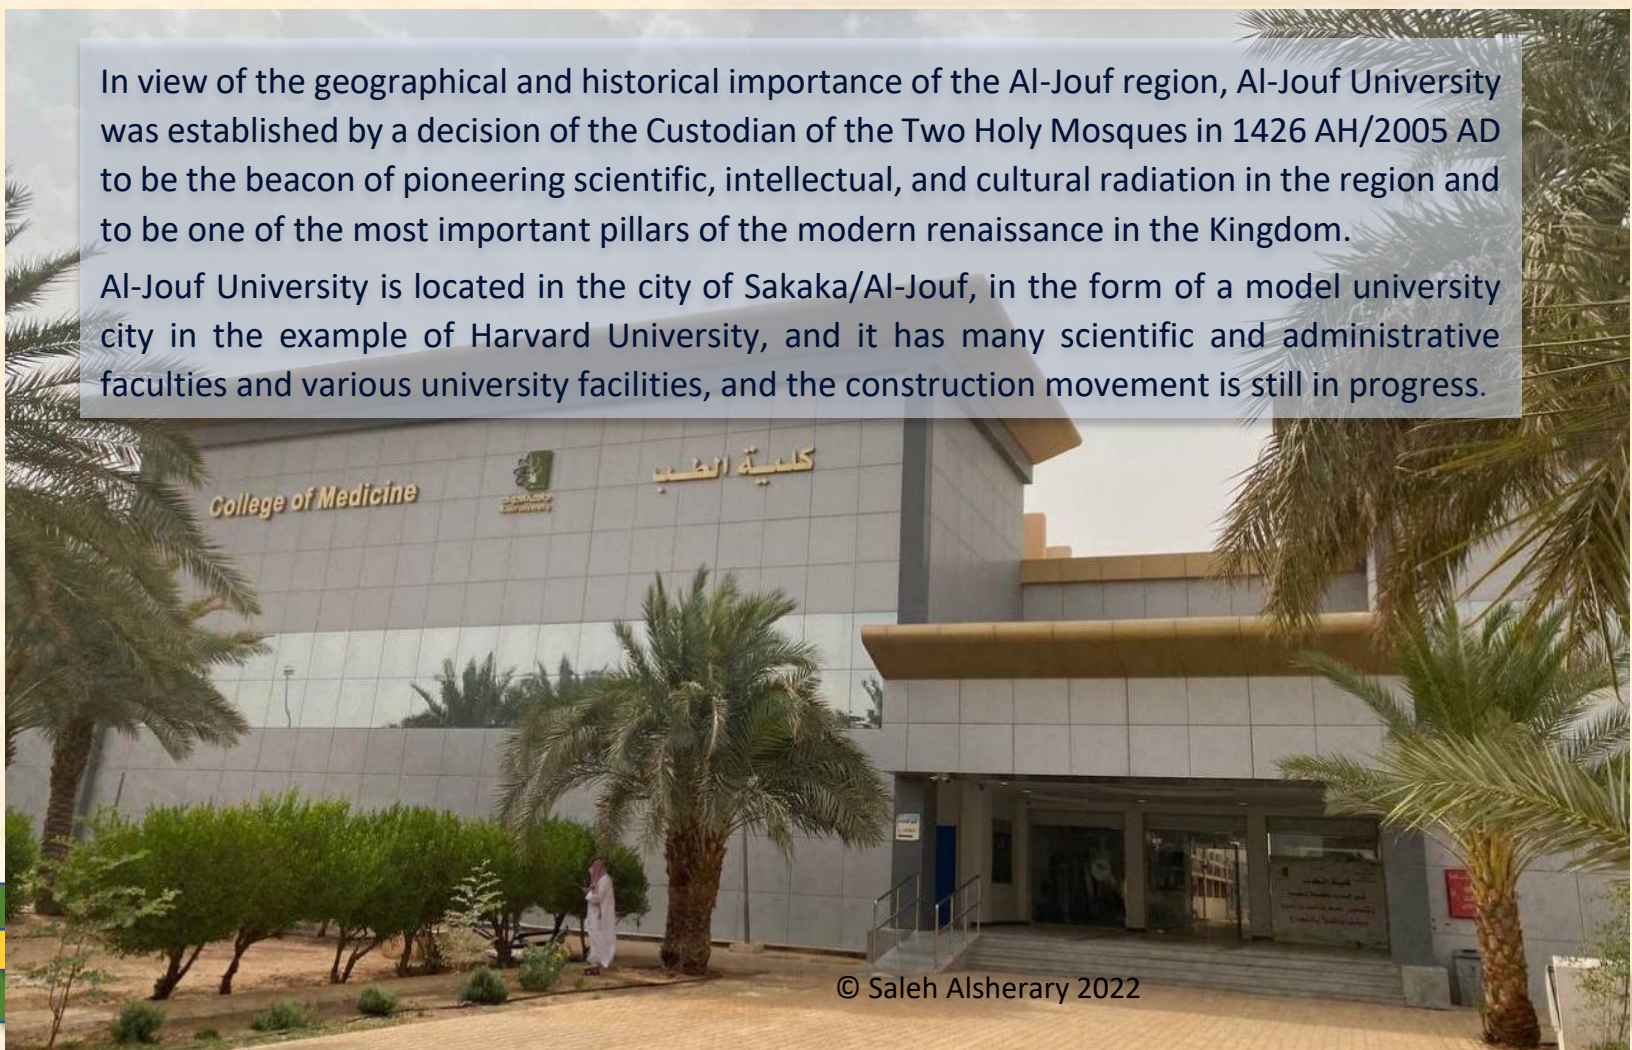 In view of the geographical and historical importance of the Al-Jouf region, Al-Jouf University
was established by a decision of the Custodian of the Two Holy Mosques in 1426 AH/2005 AD
to be the beacon of pioneering scientific, intellectual, and cultural radiation in the region and
to be one of the most important pillars of the modern renaissance in the Kingdom.
Al-Jouf University is located in the city of Sakaka/Al-Jouf, in the form of a model university
city in the example of Harvard University, and it has many scientific and administrative
faculties and various university facilities, and the construction movement is still in progress.
College of Medicine
كلية الطب
كلية الطب
© Saleh Alsherary 2022